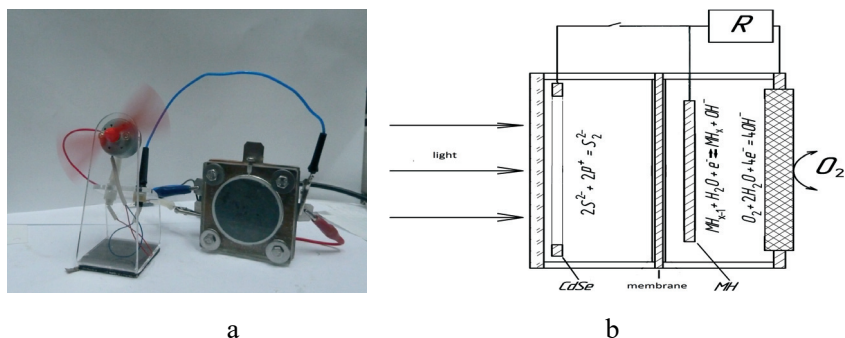 R
light
2S²⁻ + 2p⁺ = S₂²⁻
MHₓ₋₁ + H₂O + e⁻ ⇌ MHₓ + OH⁻
O₂ + 2H₂O + 4e⁻ = 4OH⁻
O₂
CdSe
membrane
MH
a
b